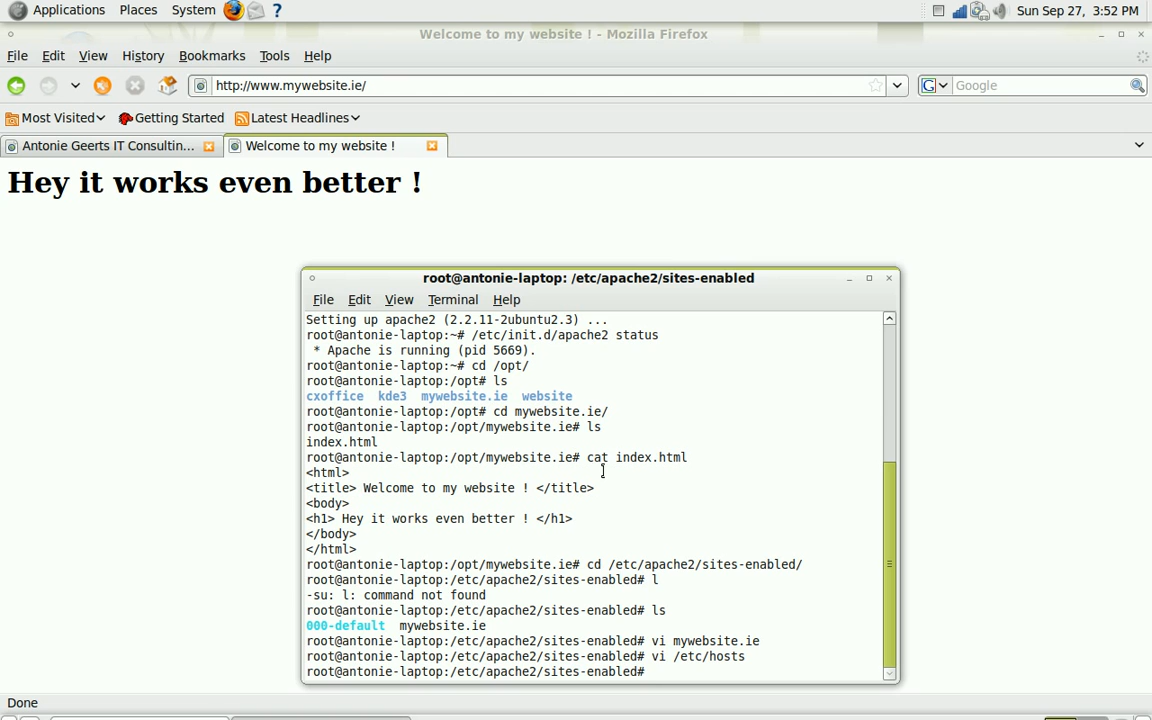 Applications Places System ? Sun Sep 27, 3:52 PM
Welcome to my website ! - Mozilla Firefox
File Edit View History Bookmarks Tools Help
http://www.mywebsite.ie/ G Google
Most Visited Getting Started Latest Headlines
Antonie Geerts IT Consultin... Welcome to my website !
Hey it works even better !
root@antonie-laptop: /etc/apache2/sites-enabled
File Edit View Terminal Help
Setting up apache2 (2.2.11-2ubuntu2.3) ...
root@antonie-laptop:~# /etc/init.d/apache2 status
* Apache is running (pid 5669).
root@antonie-laptop:~# cd /opt/
root@antonie-laptop:/opt# ls
cxoffice kde3 mywebsite.ie website
root@antonie-laptop:/opt# cd mywebsite.ie/
root@antonie-laptop:/opt/mywebsite.ie# ls
index.html
root@antonie-laptop:/opt/mywebsite.ie# cat index.html
<html>
<title> Welcome to my website ! </title>
<body>
<h1> Hey it works even better ! </h1>
</body>
</html>
root@antonie-laptop:/opt/mywebsite.ie# cd /etc/apache2/sites-enabled/
root@antonie-laptop:/etc/apache2/sites-enabled# l
-su: l: command not found
root@antonie-laptop:/etc/apache2/sites-enabled# ls
000-default mywebsite.ie
root@antonie-laptop:/etc/apache2/sites-enabled# vi mywebsite.ie
root@antonie-laptop:/etc/apache2/sites-enabled# vi /etc/hosts
root@antonie-laptop:/etc/apache2/sites-enabled#
Done